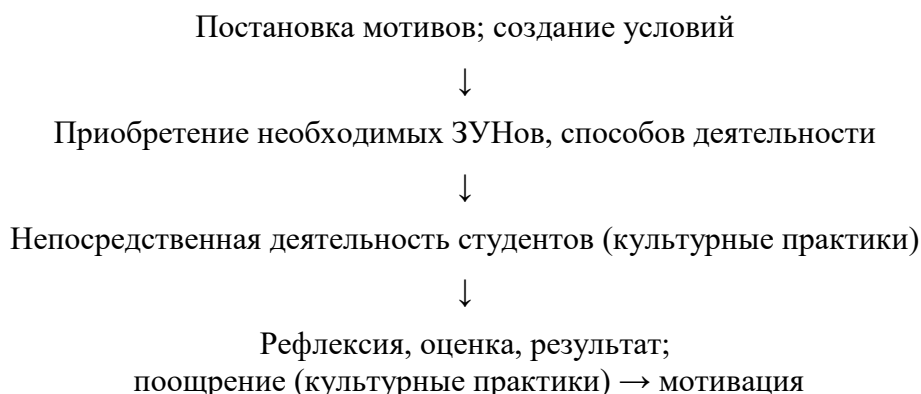 Постановка мотивов; создание условий
↓
Приобретение необходимых ЗУНов, способов деятельности
↓
Непосредственная деятельность студентов (культурные практики)
↓
Рефлексия, оценка, результат;
поощрение (культурные практики) → мотивация